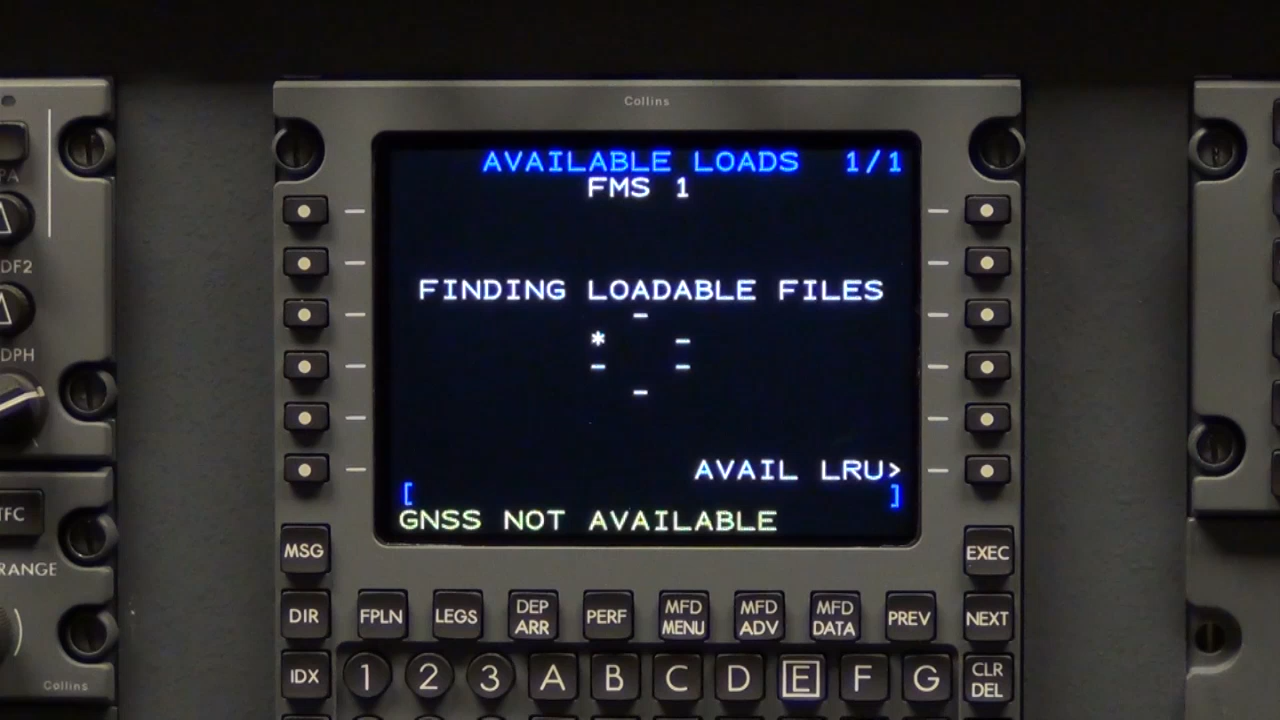 Collins
AVAILABLE LOADS 1/1
FMS 1
FINDING LOADABLE FILES
-
* -
- -
-
AVAIL LRU>
[ ]
GNSS NOT AVAILABLE
MSG
EXEC
DIR
FPLN
LEGS
DEP ARR
PERF
MFD MENU
MFD ADV
MFD DATA
PREV
NEXT
IDX
1 2 3 A B C D E F G
CLR DEL
PA
DF2
DPH
TFC
RANGE
Collins